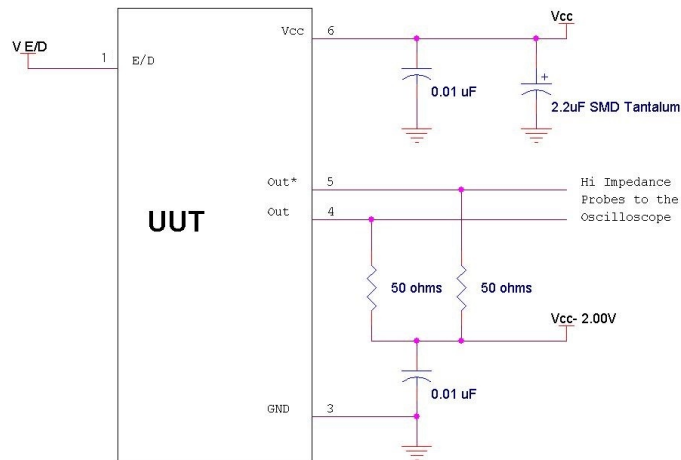 Vcc
Vcc 6
V E/D
1 E/D
0.01 uF
2.2uF SMD Tantalum
+
Out* 5
Hi Impedance
Probes to the
Oscilloscope
Out 4
UUT
50 ohms
50 ohms
Vcc- 2.00V
0.01 uF
GND 3